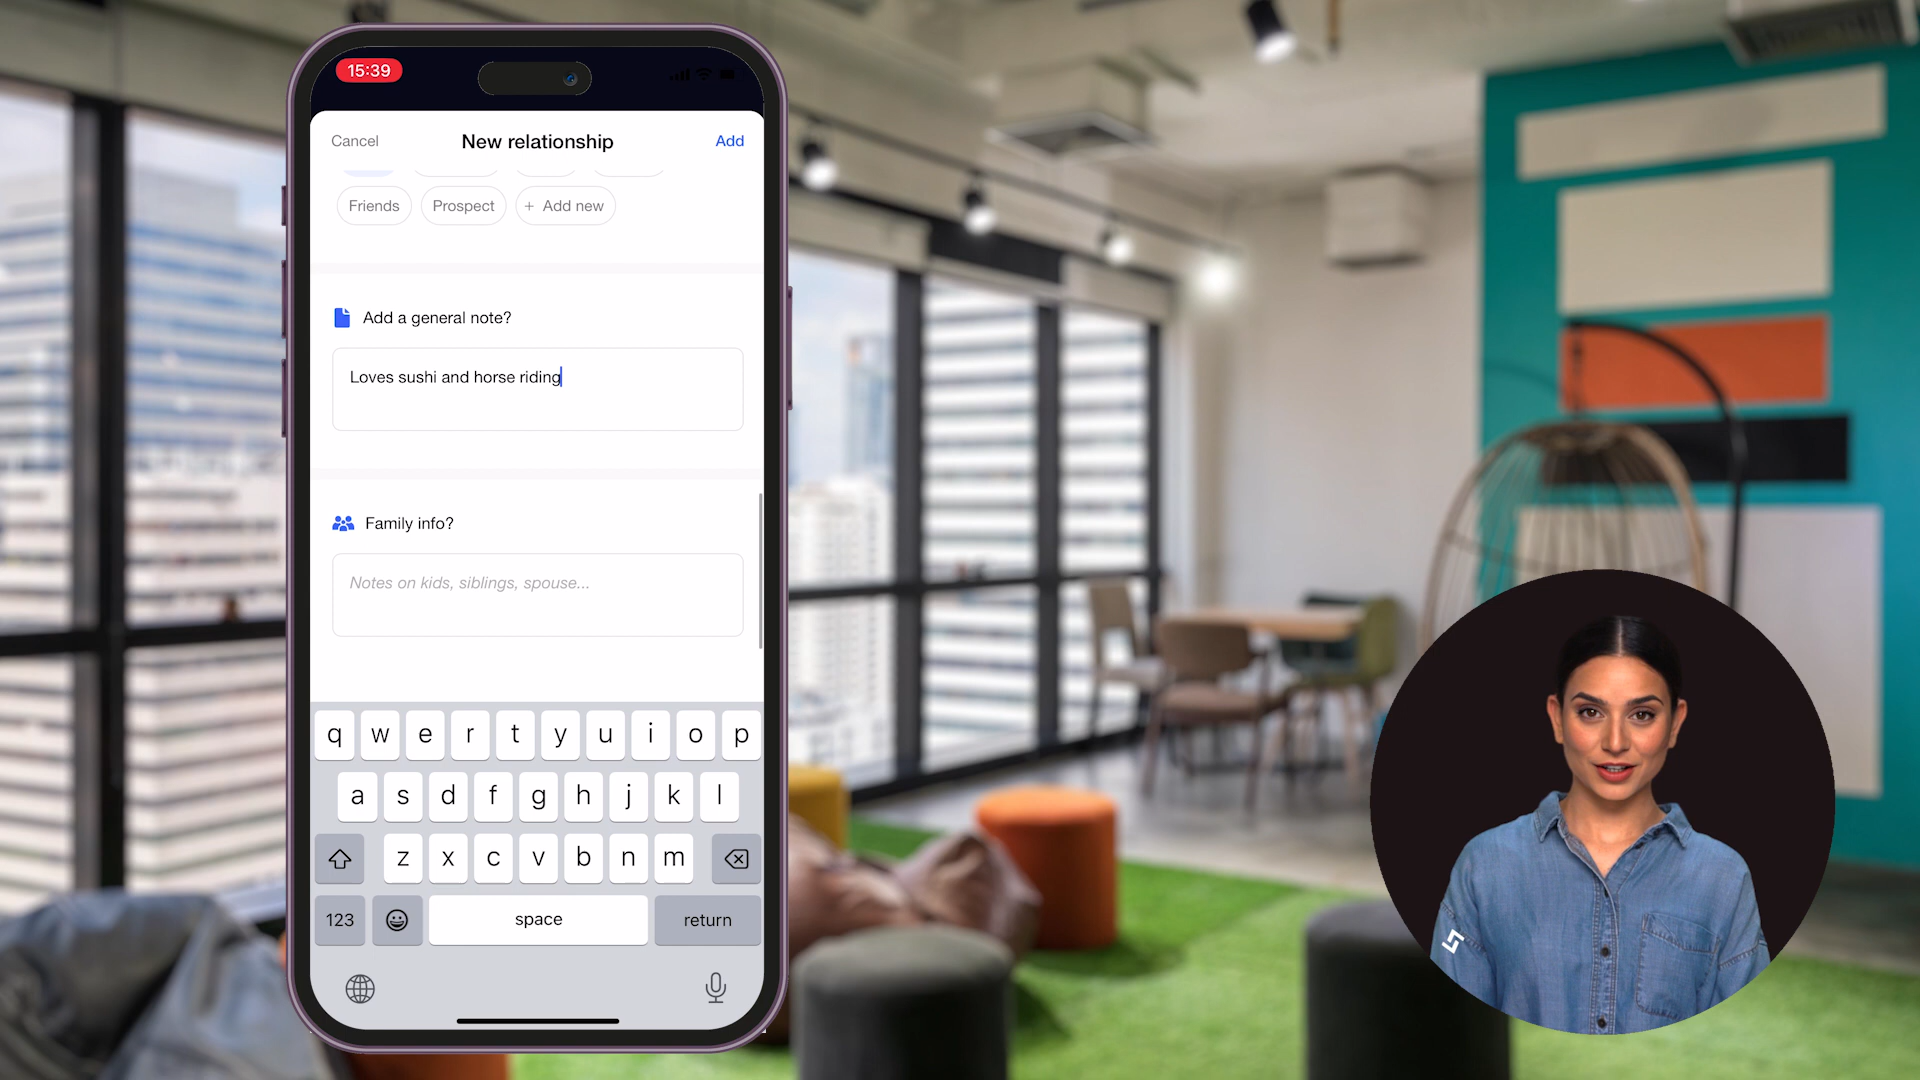 15:39
Cancel New relationship Add
Friends Prospect + Add new
Add a general note?
Loves sushi and horse riding
Family info?
Notes on kids, siblings, spouse...
q w e r t y u i o p
a s d f g h j k l
z x c v b n m
123 space return